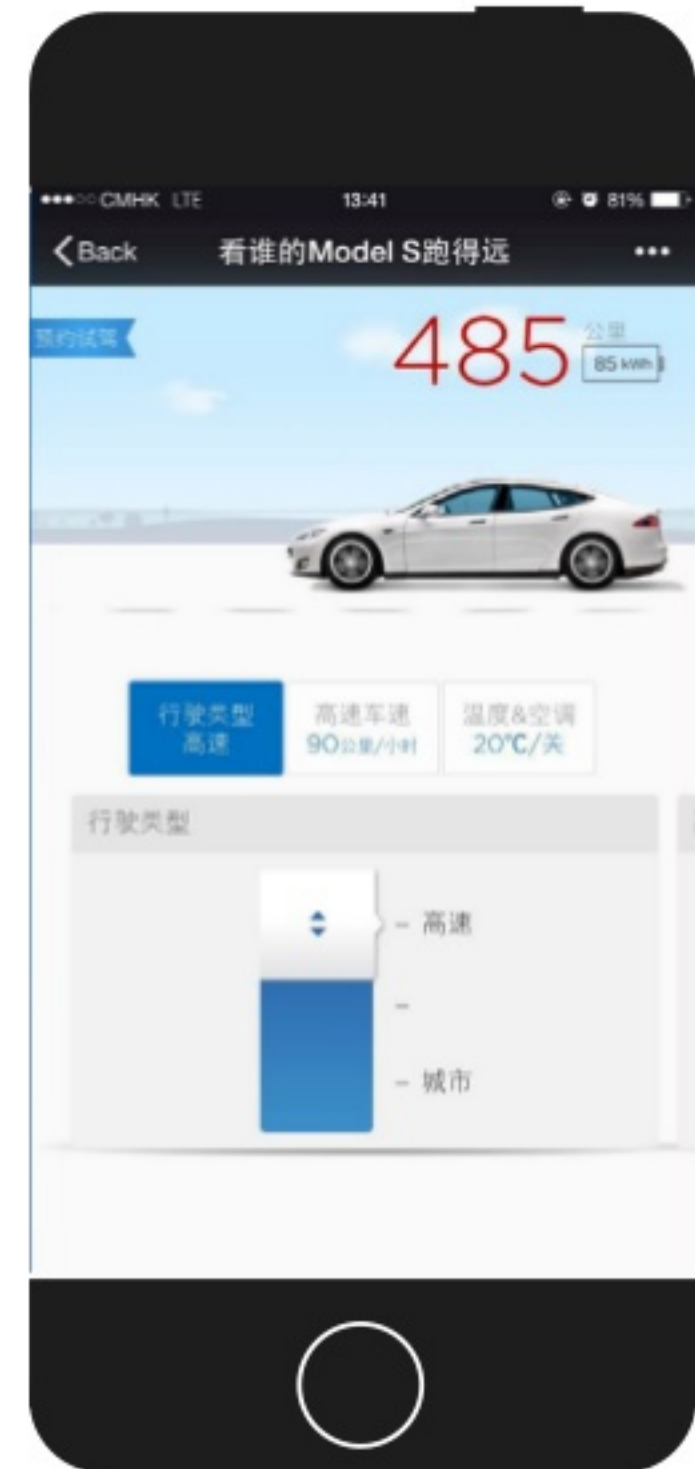 CMHK LTE 13:41 81%
Back 看谁的Model S跑得远
预约试驾
485 公里
85 kWh
行驶类型 高速车速 温度&空调
高速 90公里/小时 20℃/关
行驶类型
高速
城市